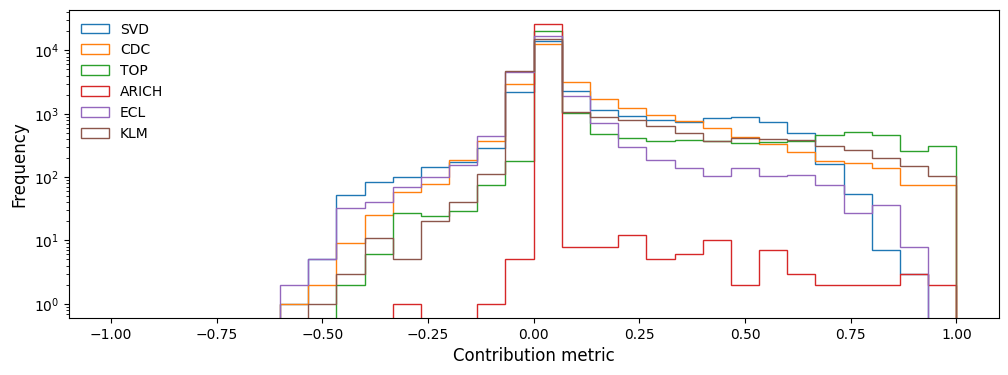 SVD
CDC
TOP
ARICH
ECL
KLM
Frequency
10⁴
10³
10²
10¹
10⁰
−1.00 −0.75 −0.50 −0.25 0.00 0.25 0.50 0.75 1.00
Contribution metric